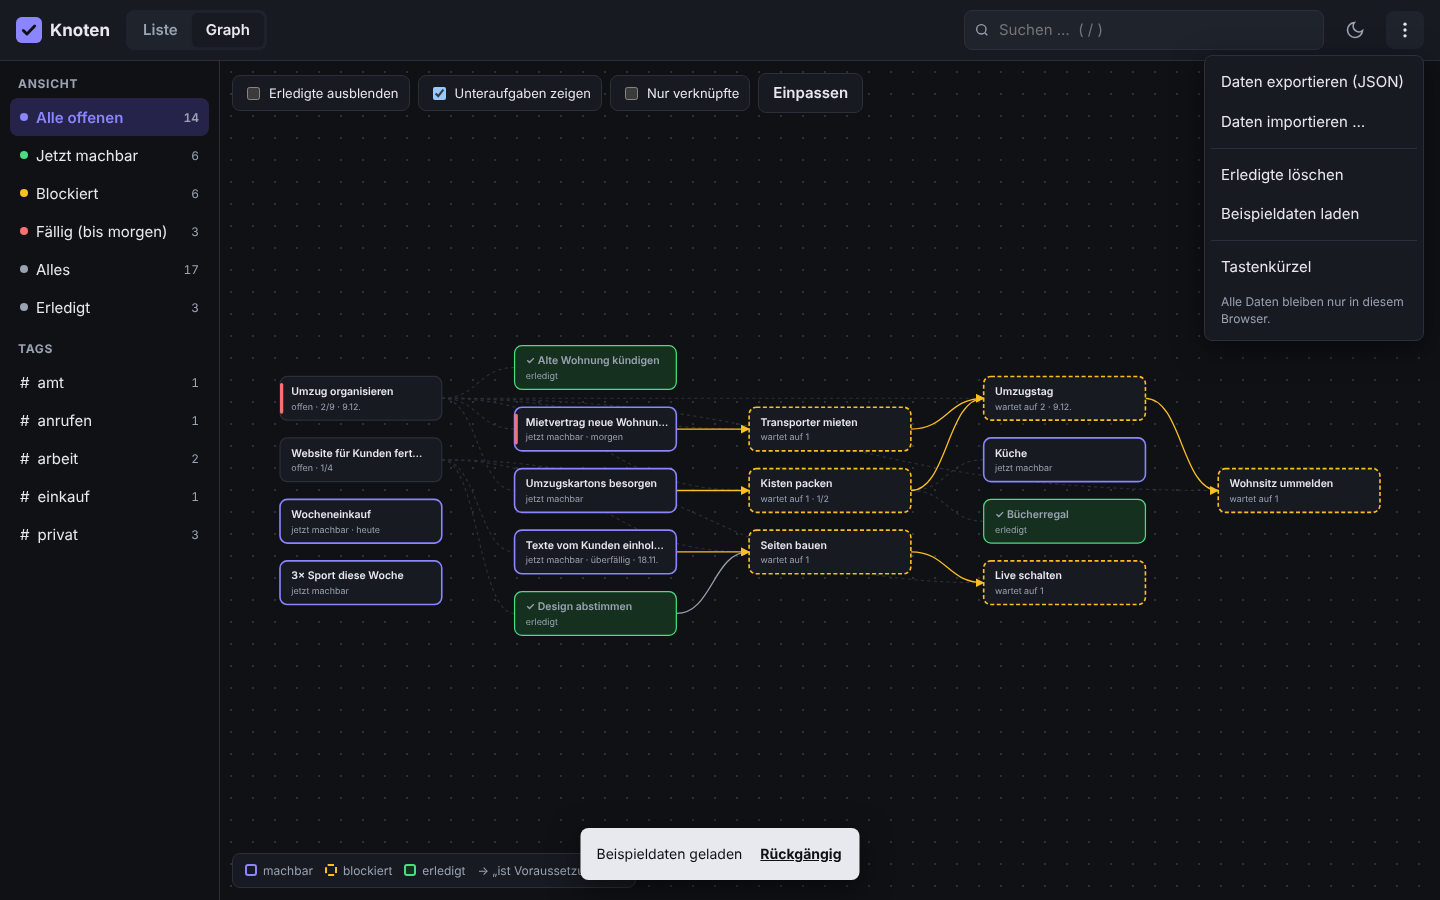 Knoten
Liste
Graph
Suchen ... ( / )
Daten exportieren (JSON)
Daten importieren ...
Erledigte löschen
Beispieldaten laden
Tastenkürzel
Alle Daten bleiben nur in diesem
Browser.
ANSICHT
Alle offenen 14
Jetzt machbar 6
Blockiert 6
Fällig (bis morgen) 3
Alles 17
Erledigt 3
TAGS
# amt 1
# anrufen 1
# arbeit 2
# einkauf 1
# privat 3
Erledigte ausblenden
Unteraufgaben zeigen
Nur verknüpfte
Einpassen
Umzug organisieren
offen · 2/9 · 9.12.
Website für Kunden fert...
offen · 1/4
Wocheneinkauf
jetzt machbar · heute
3× Sport diese Woche
jetzt machbar
✓ Alte Wohnung kündigen
erledigt
Mietvertrag neue Wohnun...
jetzt machbar · morgen
Umzugskartons besorgen
jetzt machbar
Texte vom Kunden einhol...
jetzt machbar · überfällig · 18.11.
✓ Design abstimmen
erledigt
Transporter mieten
wartet auf 1
Kisten packen
wartet auf 1 · 1/2
Seiten bauen
wartet auf 1
Umzugstag
wartet auf 2 · 9.12.
Küche
jetzt machbar
✓ Bücherregal
erledigt
Live schalten
wartet auf 1
Wohnsitz ummelden
wartet auf 1
machbar
blockiert
erledigt
→ „ist Voraussetzu
Beispieldaten geladen
Rückgängig